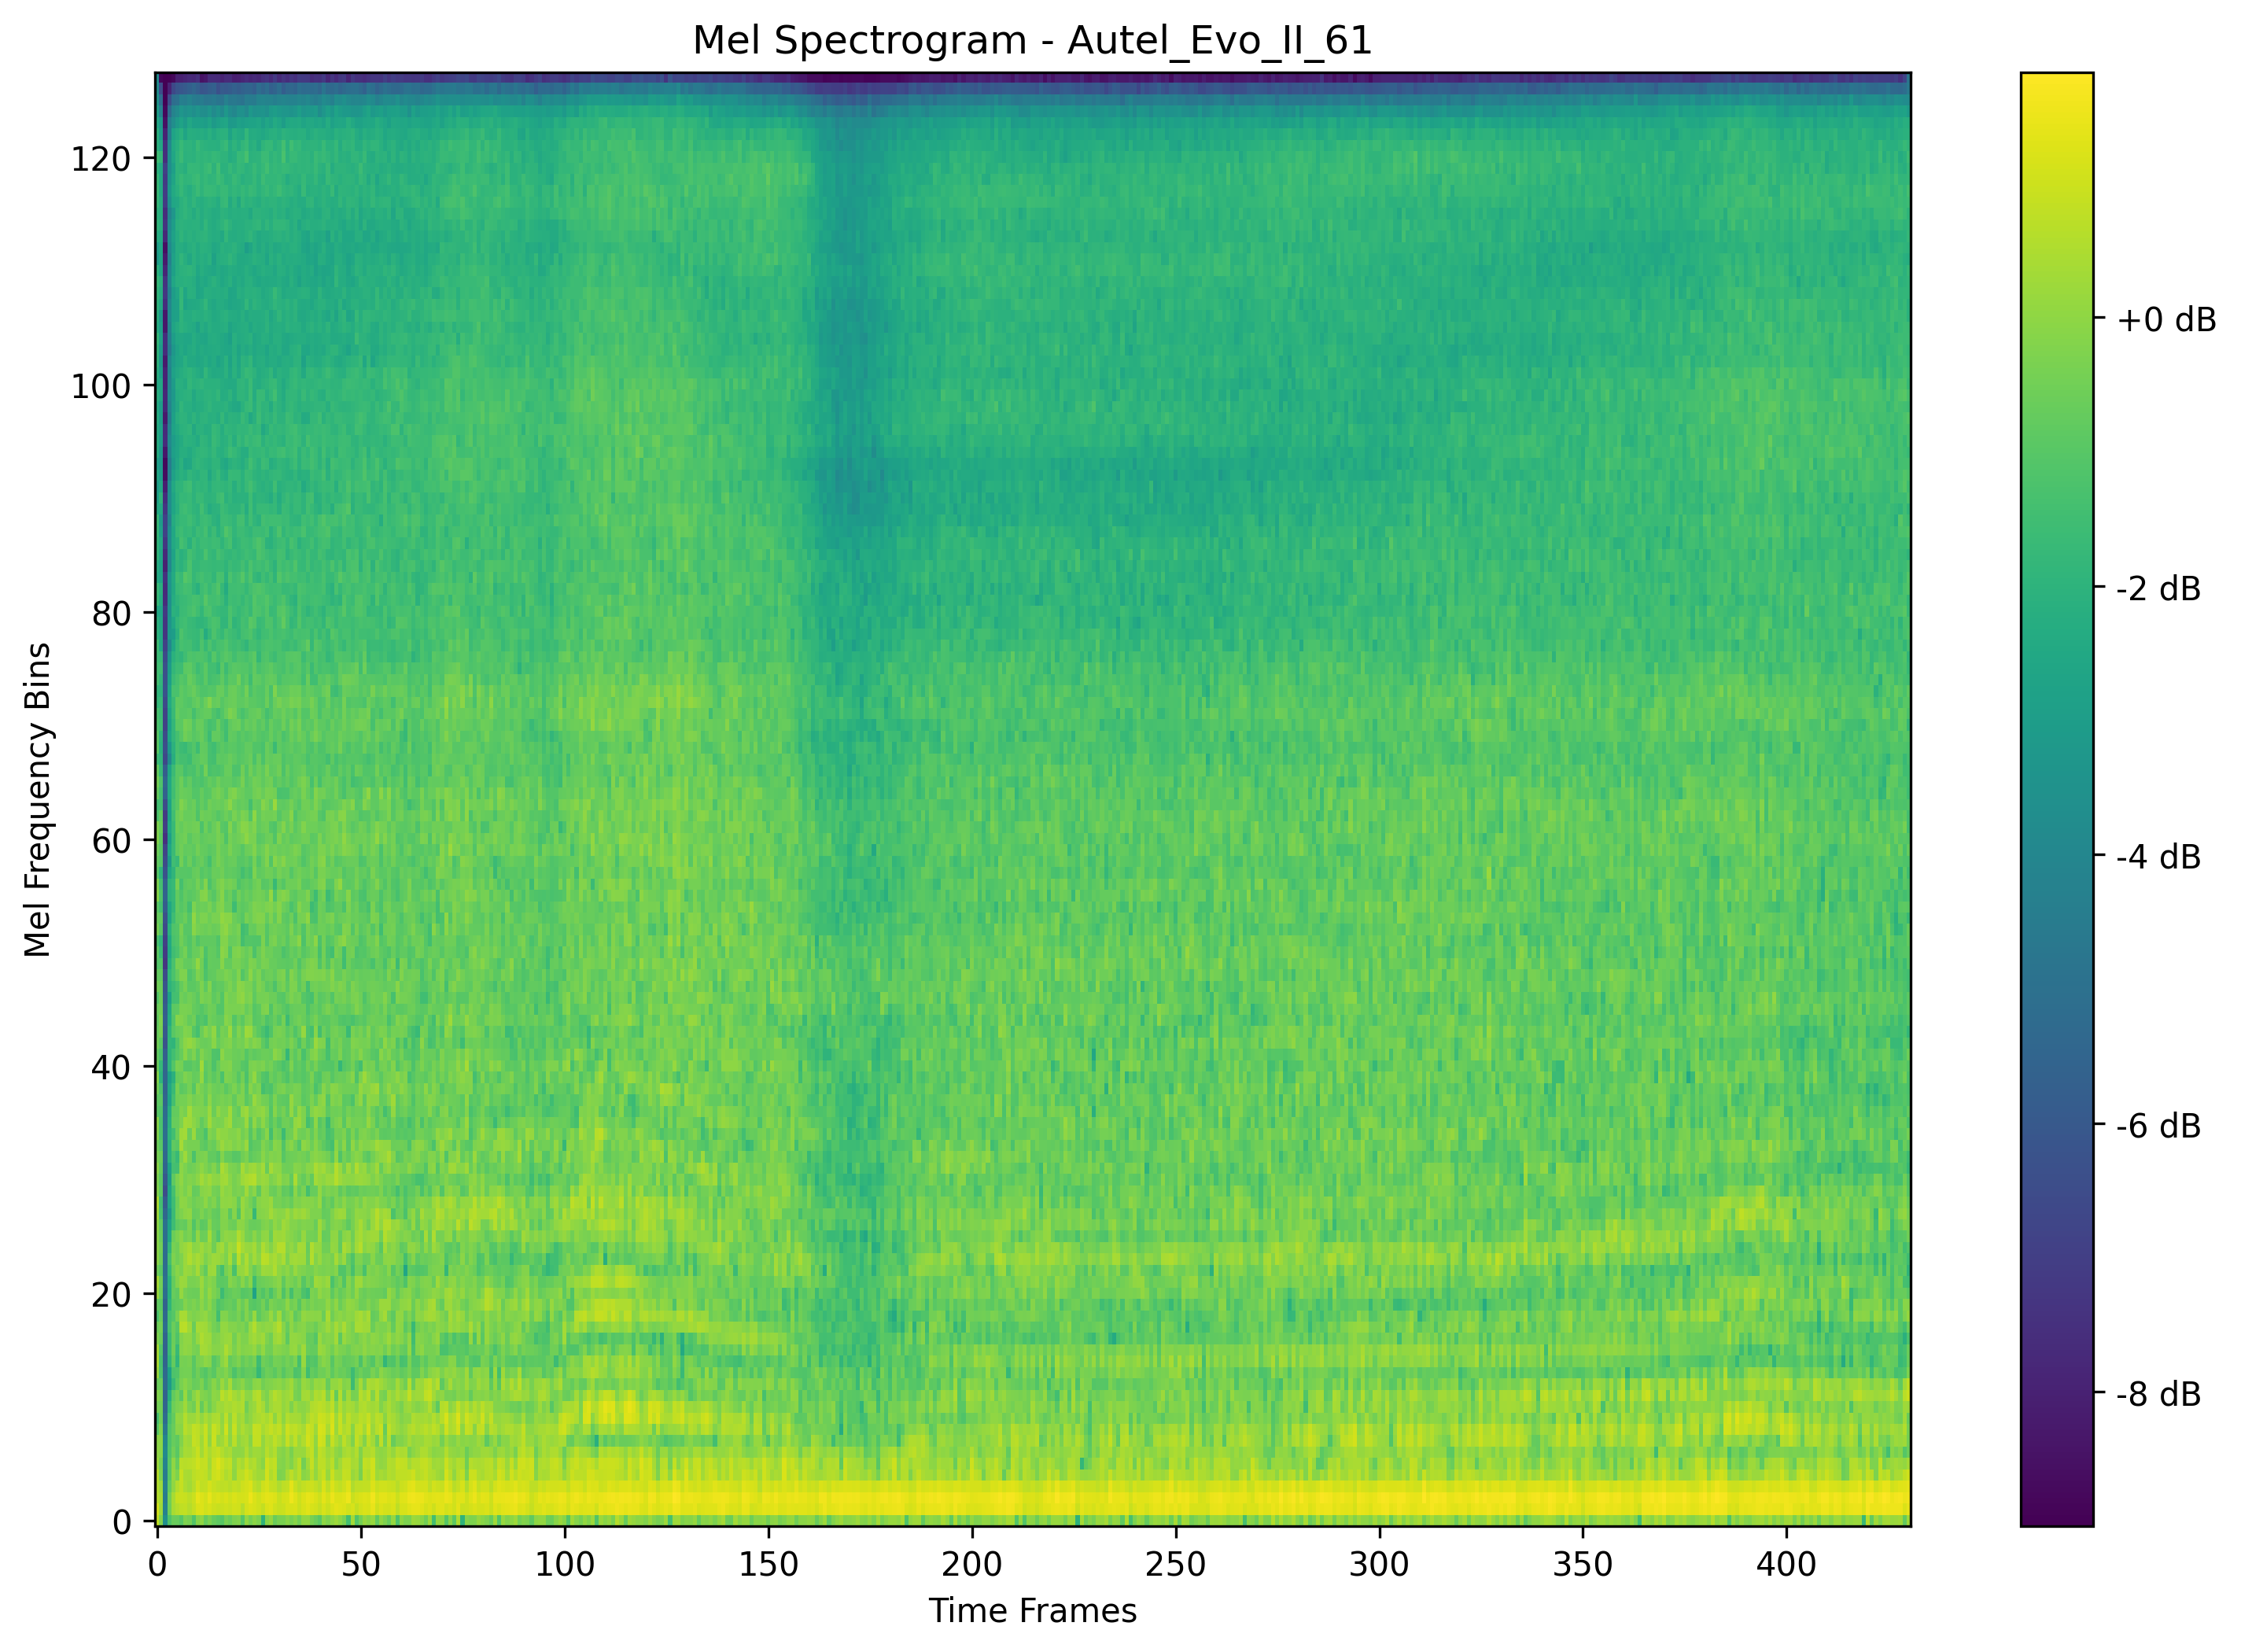 Mel Spectrogram - Autel_Evo_II_61
Mel Frequency Bins
120
100
80
60
40
20
0
0 50 100 150 200 250 300 350 400
Time Frames
+0 dB
-2 dB
-4 dB
-6 dB
-8 dB